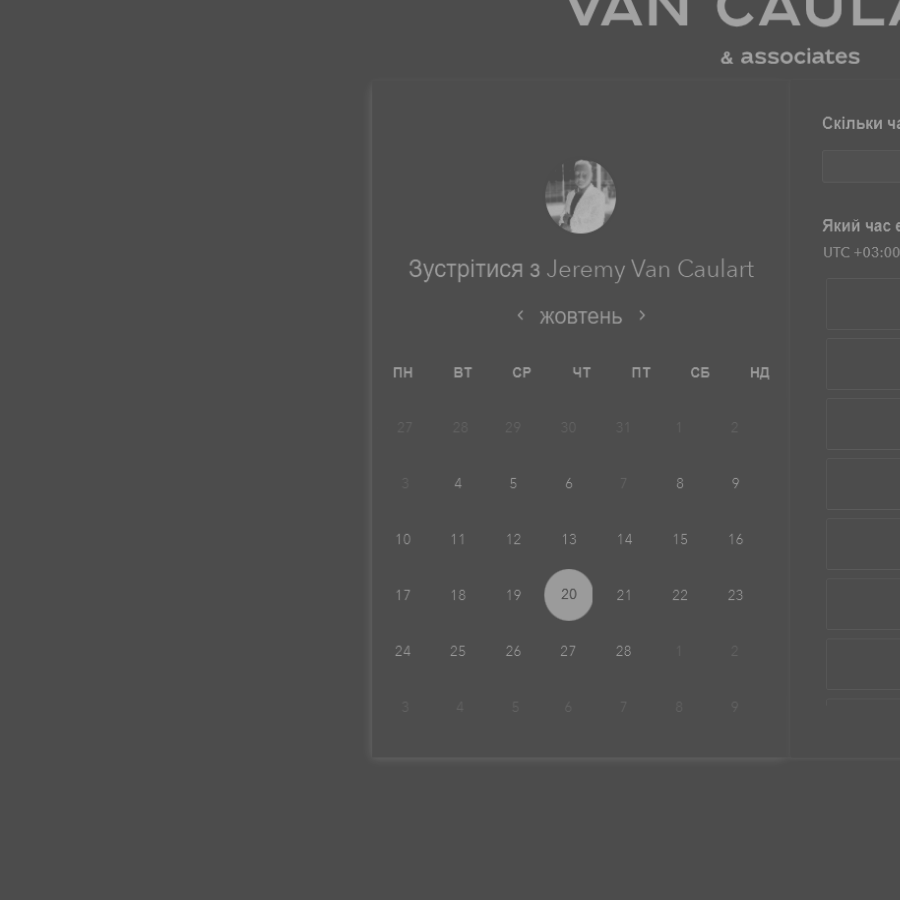 VAN CAULA
& associates
Скільки ча
Який час є
UTC +03:00
Зустрітися з Jeremy Van Caulart
‹ жовтень ›
ПН ВТ СР ЧТ ПТ СБ НД
27 28 29 30 31 1 2
3 4 5 6 7 8 9
10 11 12 13 14 15 16
17 18 19 20 21 22 23
24 25 26 27 28 1 2
3 4 5 6 7 8 9